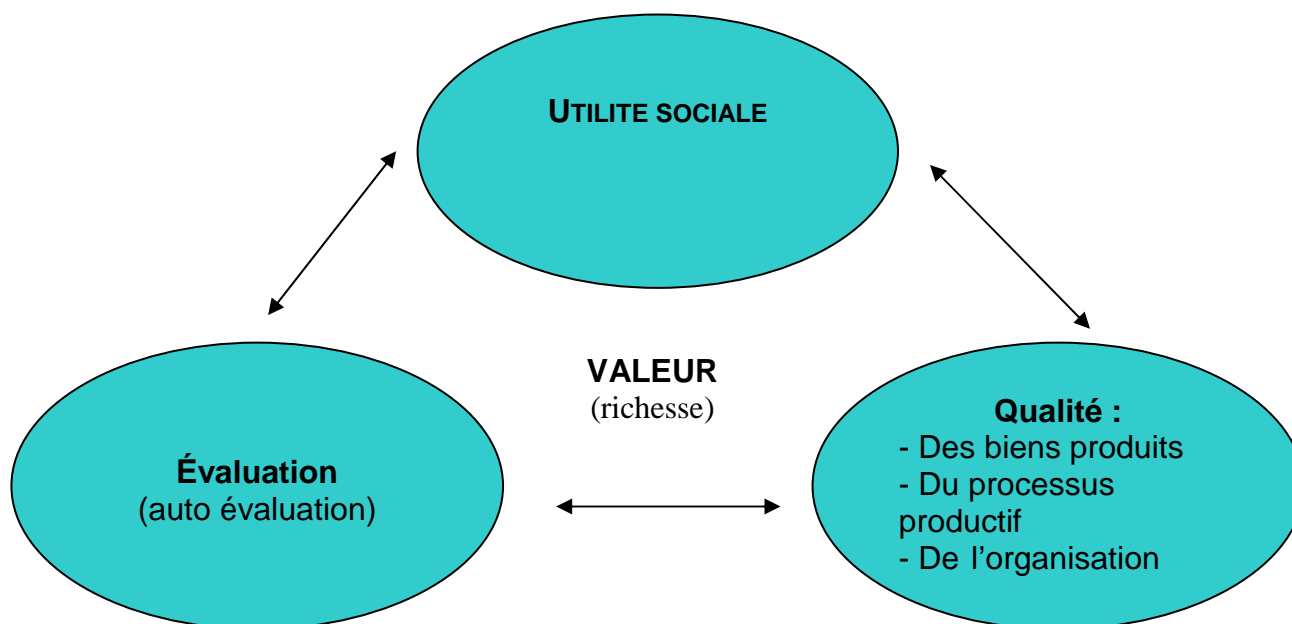 UTILITE SOCIALE
VALEUR
(richesse)
Évaluation
(auto évaluation)
Qualité :
- Des biens produits
- Du processus
productif
- De l’organisation